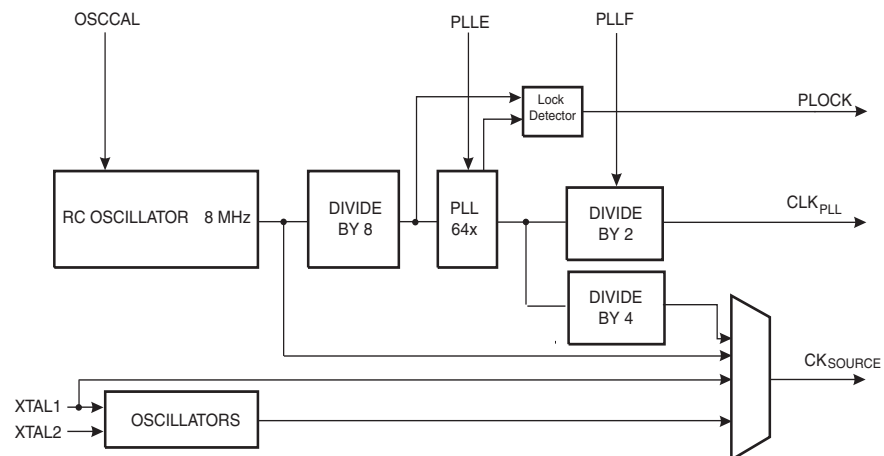 OSCCAL
PLLE
PLLF
Lock
Detector
PLOCK
RC OSCILLATOR 8 MHz
DIVIDE
BY 8
PLL
64x
DIVIDE
BY 2
CLKPLL
DIVIDE
BY 4
CKSOURCE
XTAL1
XTAL2
OSCILLATORS